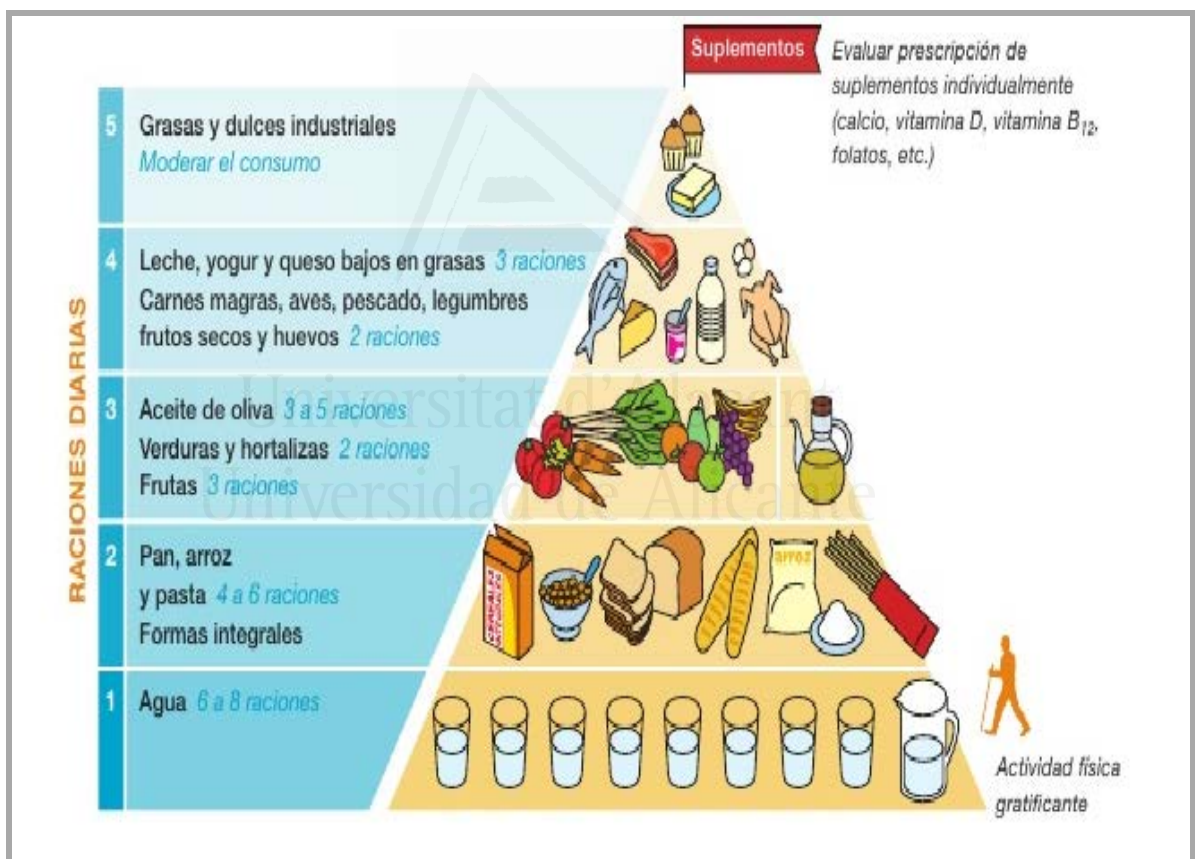 Suplementos
Evaluar prescripción de
suplementos individualmente
(calcio, vitamina D, vitamina B12,
folatos, etc.)
RACIONES DIARIAS
5
Grasas y dulces industriales
Moderar el consumo
4
Leche, yogur y queso bajos en grasas 3 raciones
Carnes magras, aves, pescado, legumbres
frutos secos y huevos 2 raciones
3
Aceite de oliva 3 a 5 raciones
Verduras y hortalizas 2 raciones
Frutas 3 raciones
2
Pan, arroz
y pasta 4 a 6 raciones
Formas integrales
arroz
1
Agua 6 a 8 raciones
Actividad física
gratificante
Universitat d'Alacant
Universidad de Alicante